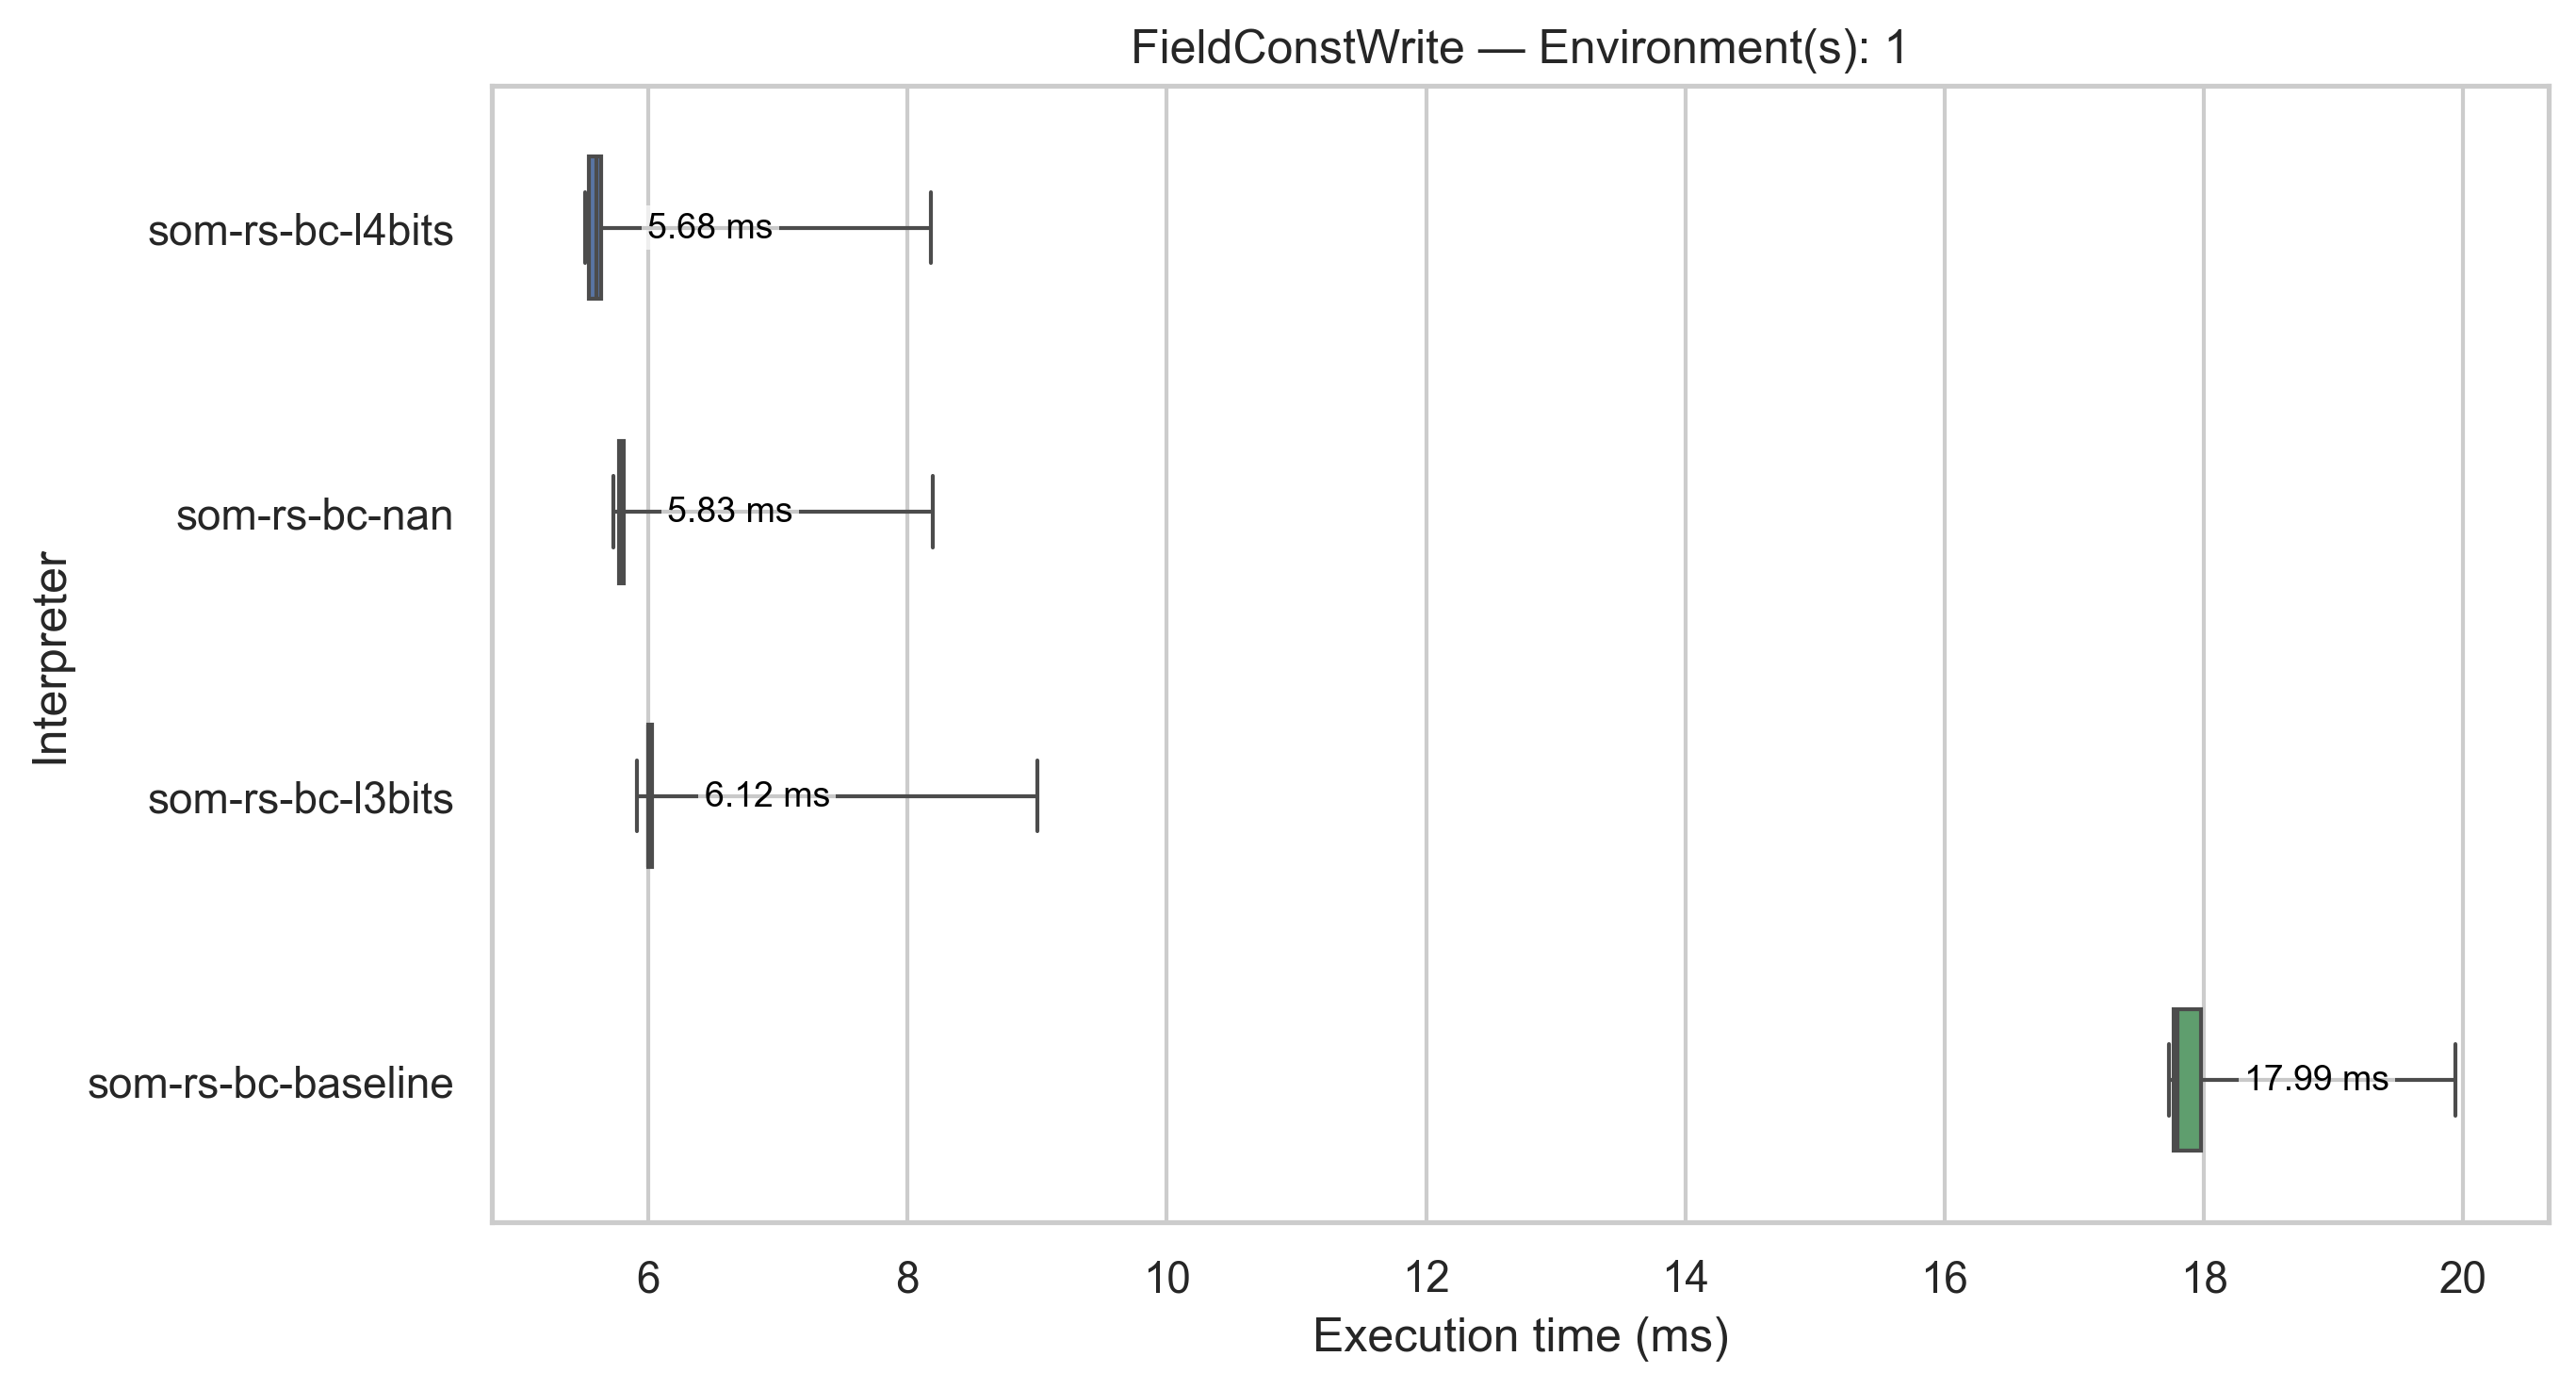 FieldConstWrite — Environment(s): 1
som-rs-bc-l4bits
5.68 ms
som-rs-bc-nan
5.83 ms
Interpreter
som-rs-bc-l3bits
6.12 ms
som-rs-bc-baseline
17.99 ms
6 8 10 12 14 16 18 20
Execution time (ms)